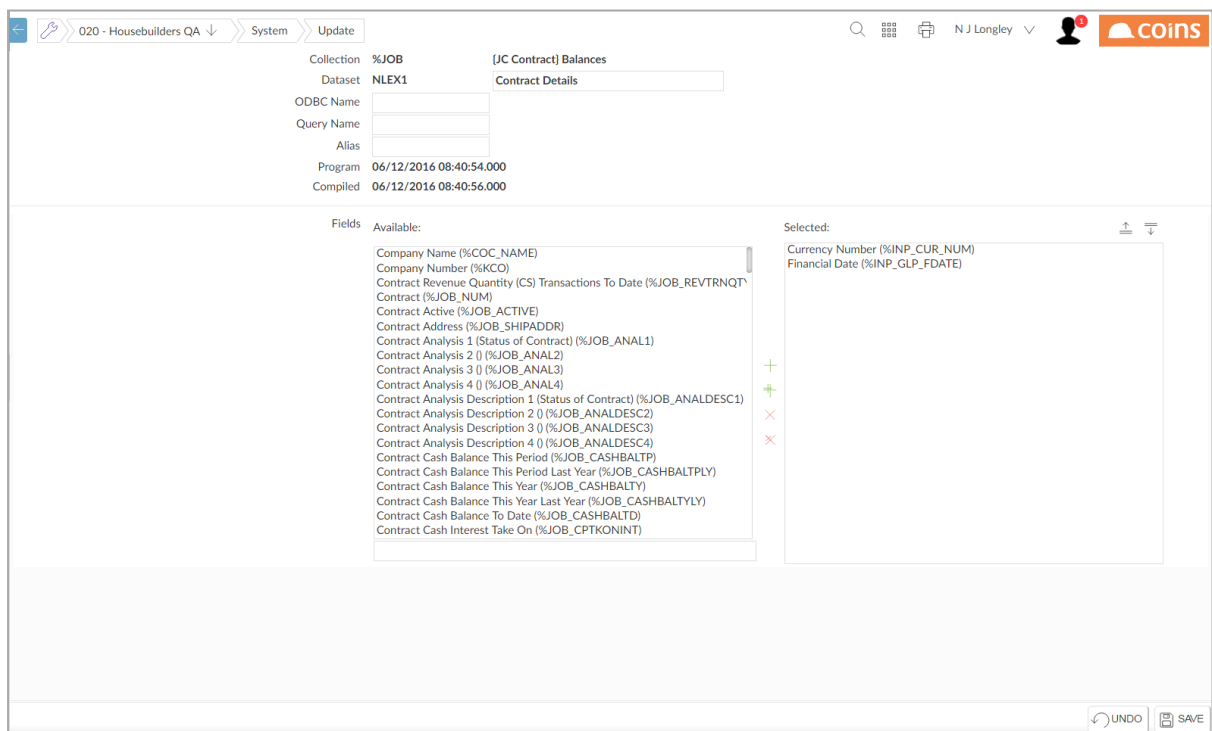 020 - Housebuilders QA ↓ System Update N J Longley 1 coins
Collection %JOB [JC Contract] Balances
Dataset NLEX1 Contract Details
ODBC Name
Query Name
Alias
Program 06/12/2016 08:40:54.000
Compiled 06/12/2016 08:40:56.000
Fields Available: Selected:
Company Name (%COC_NAME)
Company Number (%KCO)
Contract Revenue Quantity (CS) Transactions To Date (%JOB_REVTRNQTY
Contract (%JOB_NUM)
Contract Active (%JOB_ACTIVE)
Contract Address (%JOB_SHIPADDR)
Contract Analysis 1 (Status of Contract) (%JOB_ANAL1)
Contract Analysis 2 () (%JOB_ANAL2)
Contract Analysis 3 () (%JOB_ANAL3)
Contract Analysis 4 () (%JOB_ANAL4)
Contract Analysis Description 1 (Status of Contract) (%JOB_ANALDESC1)
Contract Analysis Description 2 () (%JOB_ANALDESC2)
Contract Analysis Description 3 () (%JOB_ANALDESC3)
Contract Analysis Description 4 () (%JOB_ANALDESC4)
Contract Cash Balance This Period (%JOB_CASHBALTP)
Contract Cash Balance This Period Last Year (%JOB_CASHBALTPLY)
Contract Cash Balance This Year (%JOB_CASHBALTY)
Contract Cash Balance This Year Last Year (%JOB_CASHBALTYLY)
Contract Cash Balance To Date (%JOB_CASHBALTD)
Contract Cash Interest Take On (%JOB_CPTKONINT)
Currency Number (%INP_CUR_NUM)
Financial Date (%INP_GLP_FDATE)
UNDO SAVE